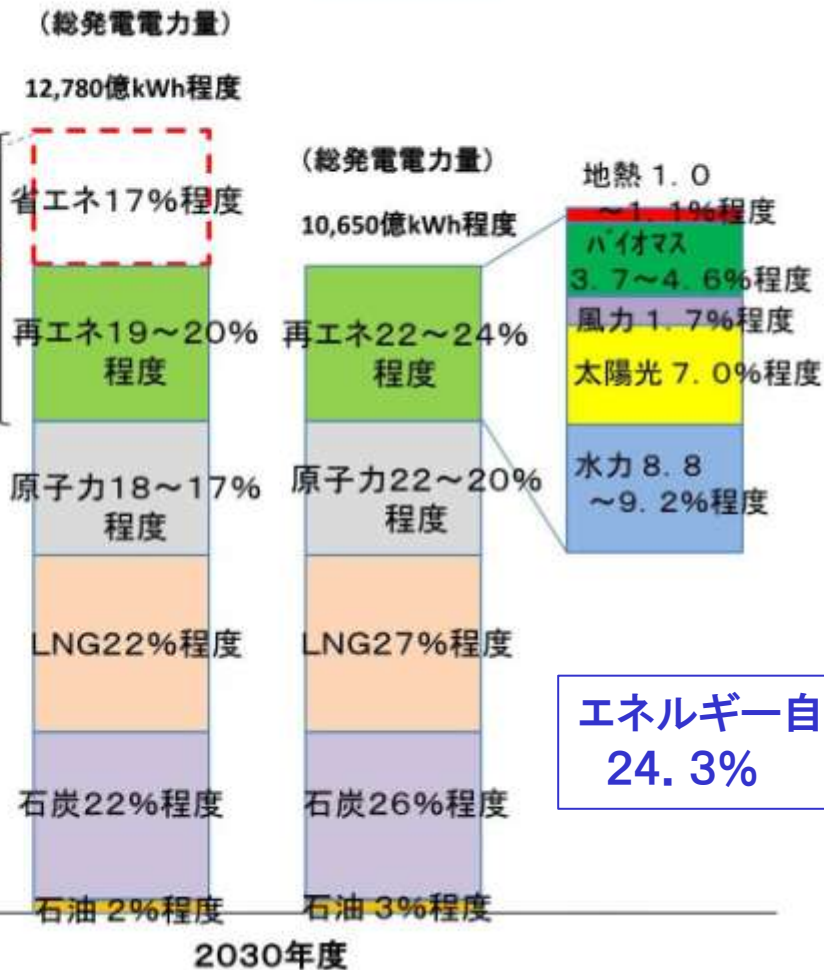 （総発電電力量）
12,780億kWh程度
省エネ17%程度
再エネ19～20%
程度
原子力18～17%
程度
LNG22%程度
石炭22%程度
石油 2%程度
（総発電電力量）
10,650億kWh程度
再エネ22～24%
程度
原子力22～20%
程度
LNG27%程度
石炭26%程度
石油 3%程度
地熱 1. 0
～1. 1%程度
バイオマス
3. 7～4. 6%程度
風力 1. 7%程度
太陽光 7. 0%程度
水力 8. 8
～9. 2%程度
エネルギー自
24. 3%
2030年度